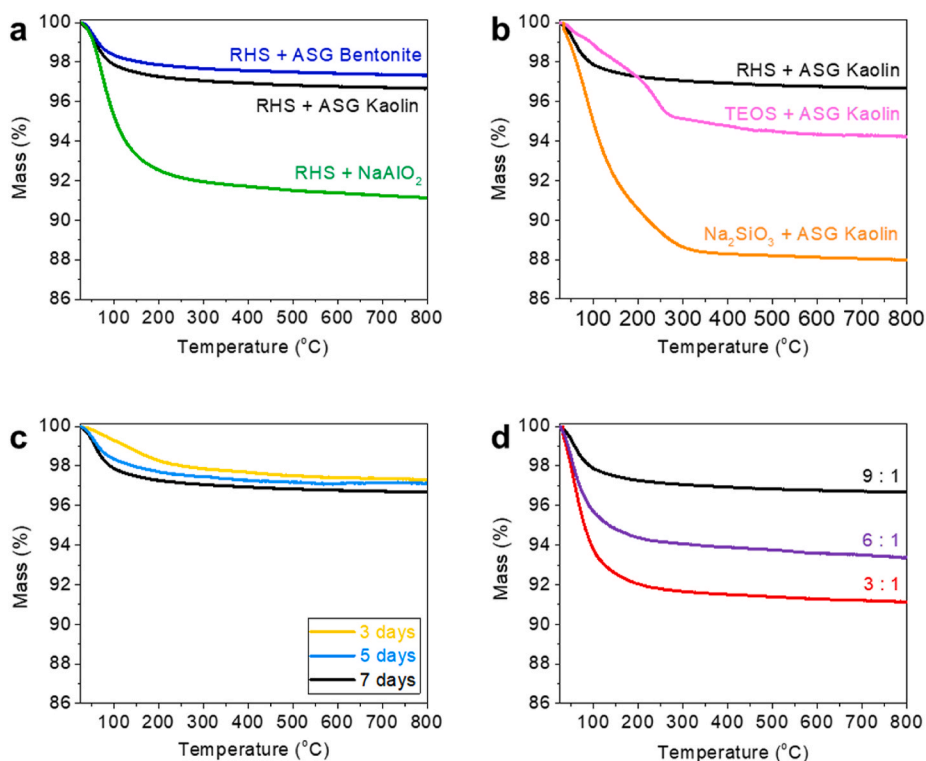 a
100
98
96
94
92
90
88
86
Mass (%)
RHS + ASG Bentonite
RHS + ASG Kaolin
RHS + NaAlO₂
100 200 300 400 500 600 700 800
Temperature (°C)
b
100
98
96
94
92
90
88
86
Mass (%)
RHS + ASG Kaolin
TEOS + ASG Kaolin
Na₂SiO₃ + ASG Kaolin
100 200 300 400 500 600 700 800
Temperature (°C)
c
100
98
96
94
92
90
88
86
Mass (%)
3 days
5 days
7 days
100 200 300 400 500 600 700 800
Temperature (°C)
d
100
98
96
94
92
90
88
86
Mass (%)
9 : 1
6 : 1
3 : 1
100 200 300 400 500 600 700 800
Temperature (°C)